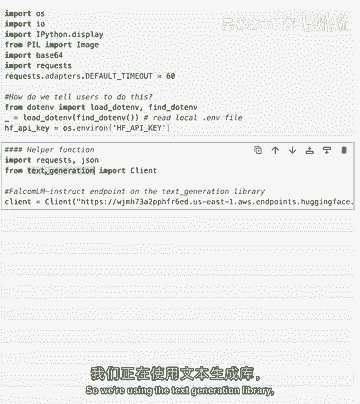 import os
import io
import IPython.display
from PIL import Image
import base64
import requests
requests.adapters.DEFAULT_TIMEOUT = 60
#How do we tell users to do this?
from dotenv import load_dotenv, find_dotenv
_ = load_dotenv(find_dotenv()) # read local .env file
hf_api_key = os.environ['HF_API_KEY']
#### Helper function
import requests, json
from text_generation import Client
#FalcomLM-instruct endpoint on the text_generation library
client = Client("https://wjmh73a2pphfr6ed.us-east-1.aws.endpoints.huggingface.
我们正在使用文本生成库，
So we're using the text generation library,